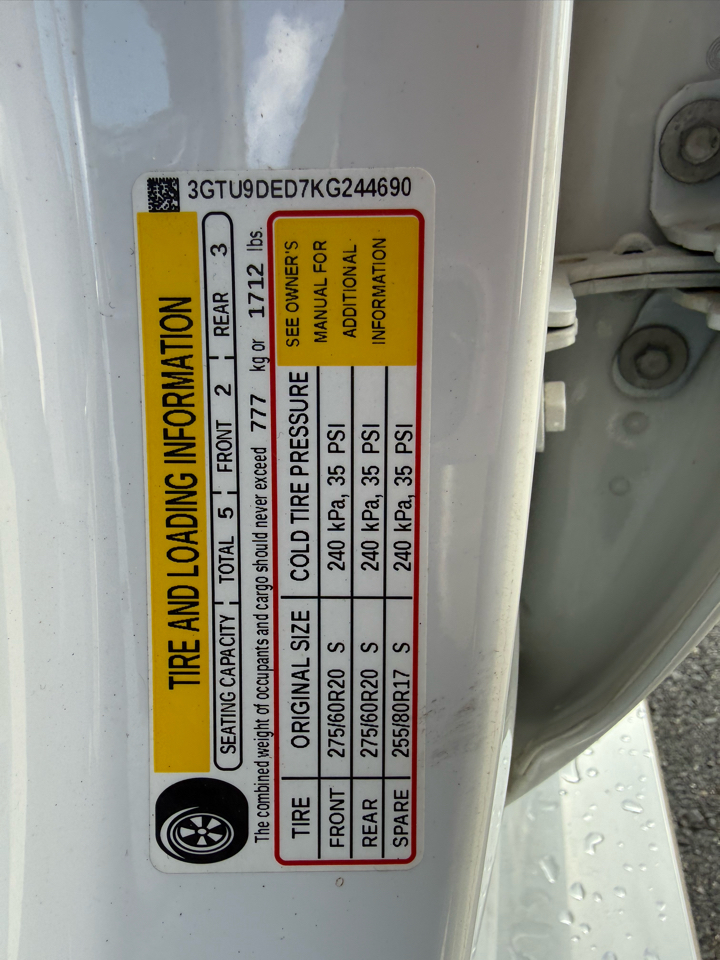 3GTU9DED7KG244690
TIRE AND LOADING INFORMATION
SEATING CAPACITY TOTAL 5 FRONT 2 REAR 3
The combined weight of occupants and cargo should never exceed 777 kg or 1712 lbs.
TIRE ORIGINAL SIZE COLD TIRE PRESSURE
FRONT 275/60R20 S 240 kPa, 35 PSI
REAR 275/60R20 S 240 kPa, 35 PSI
SPARE 255/80R17 S 240 kPa, 35 PSI
SEE OWNER'S
MANUAL FOR
ADDITIONAL
INFORMATION